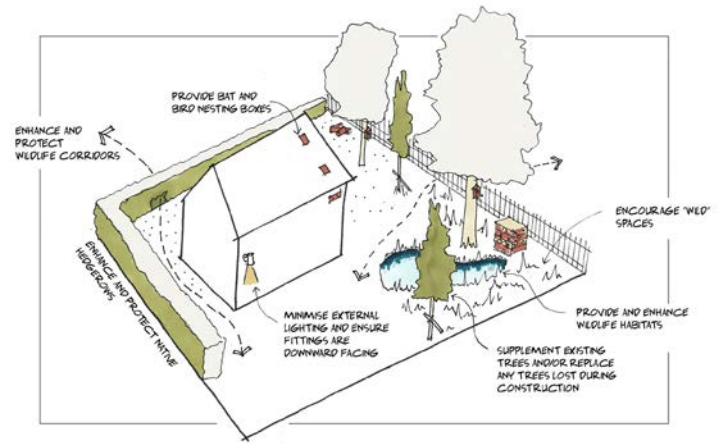 PROVIDE BAT AND
BIRD NESTING BOXES
ENHANCE AND
PROTECT
WILDLIFE CORRIDORS
ENCOURAGE 'WILD'
SPACES
ENHANCE AND PROTECT NATIVE
HEDGEROWS
MINIMISE EXTERNAL
LIGHTING AND ENSURE
FITTINGS ARE
DOWNWARD FACING
PROVIDE AND ENHANCE
WILDLIFE HABITATS
SUPPLEMENT EXISTING
TREES AND/OR REPLACE
ANY TREES LOST DURING
CONSTRUCTION